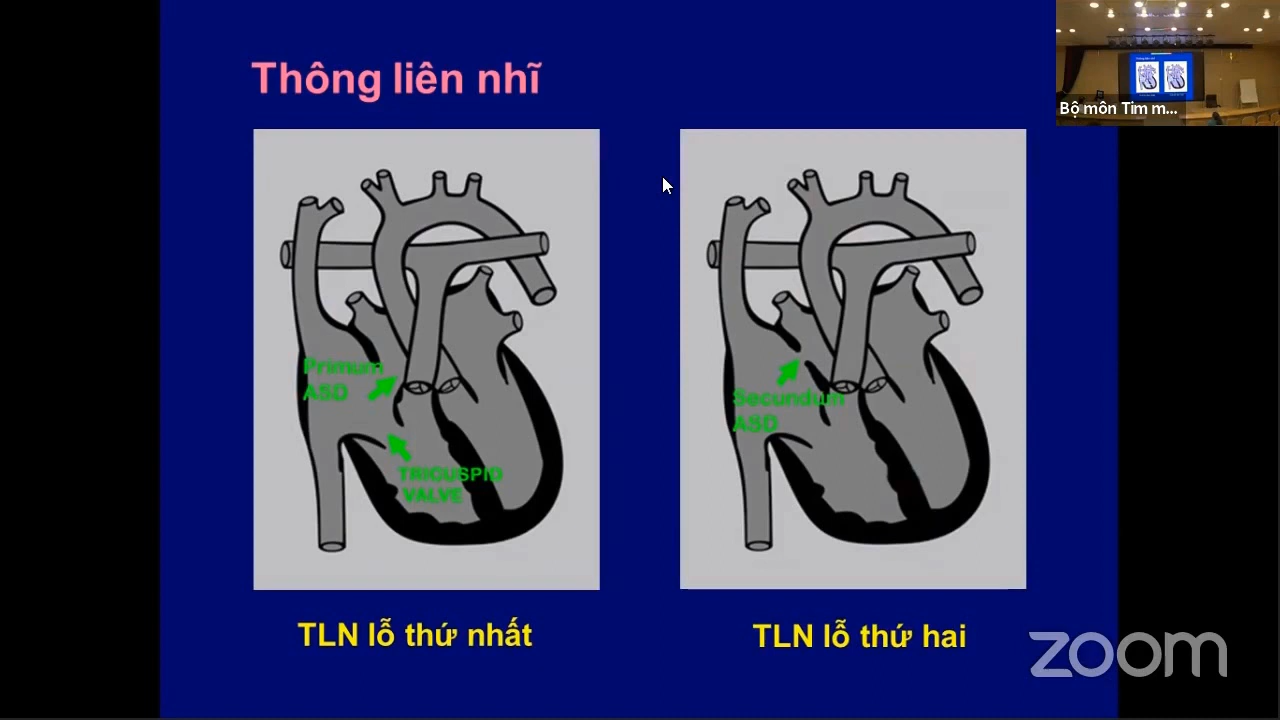 Thông liên nhĩ
Bộ môn Tim m...
Primum
ASD
TRICUSPID
VALVE
Secundum
ASD
TLN lỗ thứ nhất
TLN lỗ thứ hai
zoom